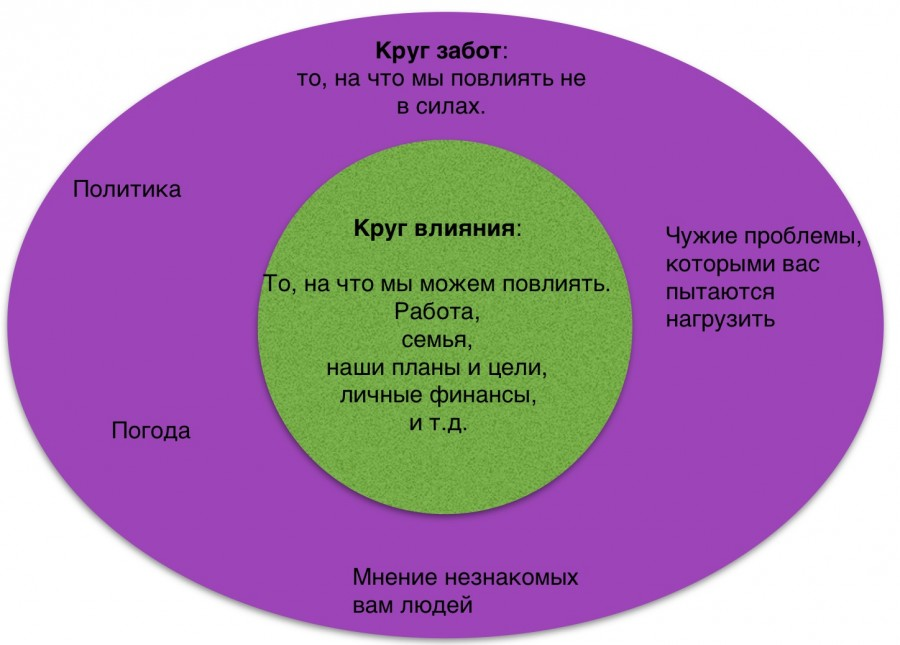 Круг забот:
то, на что мы повлиять не
в силах.
Политика
Чужие проблемы,
которыми вас
пытаются
нагрузить
Круг влияния:
То, на что мы можем повлиять.
Работа,
семья,
наши планы и цели,
личные финансы,
и т.д.
Погода
Мнение незнакомых
вам людей